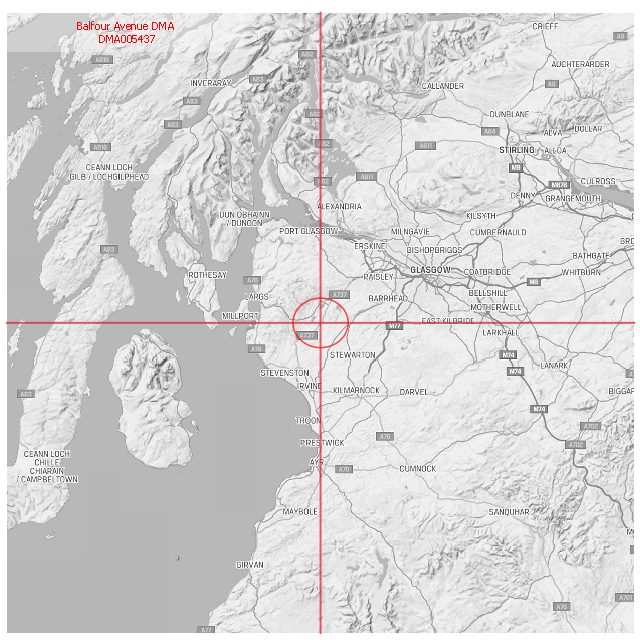 Balfour Avenue DMA
DMA005437
CRIEFF
A9
A816
A82
AUCHTERARDER
INVERARAY
A83
A9
CALLANDER
A83
DUNBLANE
A83
A84
ALVA
DOLLAR
A82
A811
STIRLING
ALLOA
A816
CEANN LOCH
GILB / LOCHGILPHEAD
M9
A82
A811
M876
CULROSS
DENNY
GRANGEMOUTH
ALEXANDRIA
DUN OBHAINN
/ DUNOON
KILSYTH
PORT GLASGOW
MILNGAVIE
CUMBERNAULD
ERSKINE
BISHOPBRIGGS
A83
BATHGATE
ROTHESAY
A78
PAISLEY
GLASGOW
COATBRIDGE
WHITBURN
M8
LARGS
A737
BARRHEAD
BELLSHILL
MOTHERWELL
MILLPORT
M77
EAST KILBRIDE
LARKHALL
A737
A78
STEWARTON
M74
LANARK
M74
STEVENSTON
IRVINE
KILMARNOCK
DARVEL
BIGGAR
A83
M74
TROON
A702
A76
PRESTWICK
A702
CEANN LOCH
CHILLE
CHIARAIN
/ CAMPBELTOWN
AYR
A70
CUMNOCK
MAYBOLE
SANQUHAR
GIRVAN
A701
A76
A77